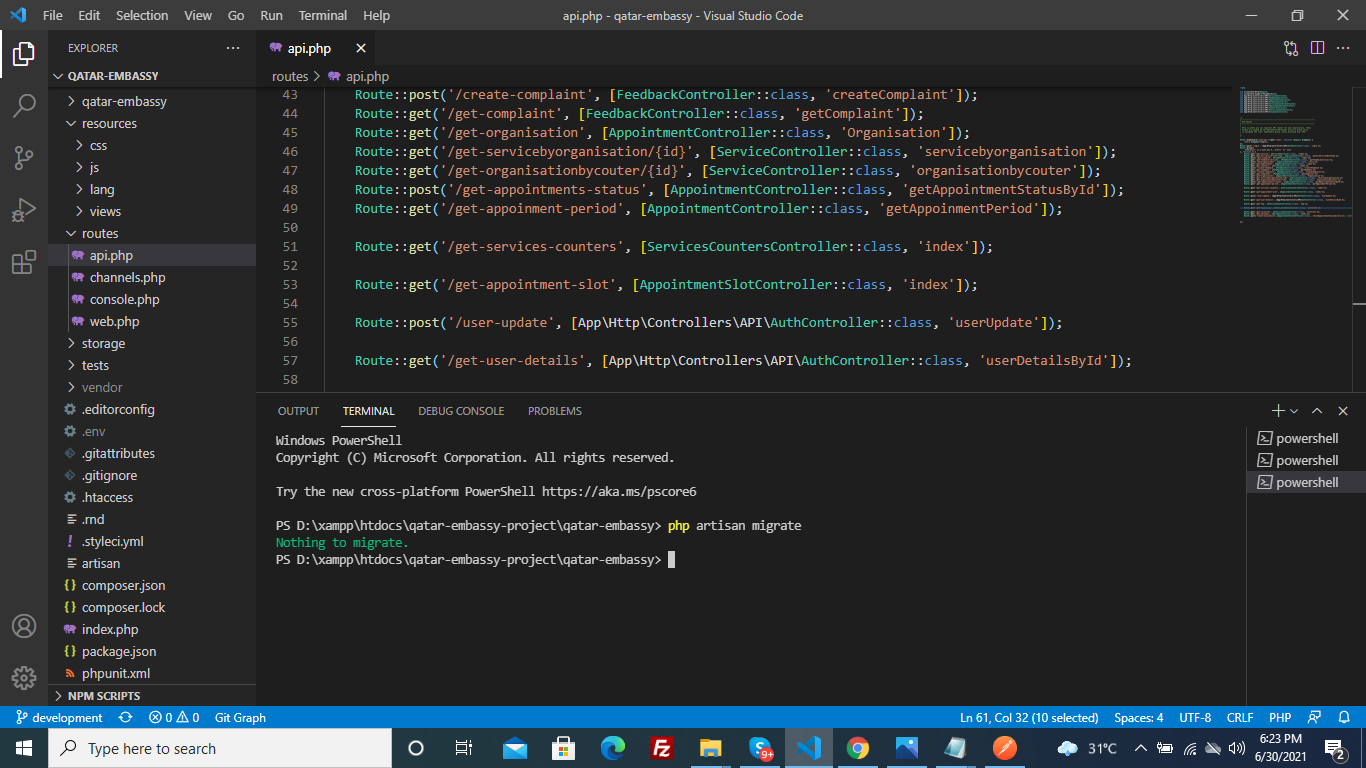 File Edit Selection View Go Run Terminal Help
api.php - qatar-embassy - Visual Studio Code
EXPLORER
QATAR-EMBASSY
qatar-embassy
resources
css
js
lang
views
routes
api.php
channels.php
console.php
web.php
storage
tests
vendor
.editorconfig
.env
.gitattributes
.gitignore
.htaccess
.rnd
.styleci.yml
artisan
composer.json
composer.lock
index.php
package.json
phpunit.xml
NPM SCRIPTS
api.php
routes > api.php
43 Route::post('/create-complaint', [FeedbackController::class, 'createComplaint']);
44 Route::get('/get-complaint', [FeedbackController::class, 'getComplaint']);
45 Route::get('/get-organisation', [AppointmentController::class, 'Organisation']);
46 Route::get('/get-servicebyorganisation/{id}', [ServiceController::class, 'servicebyorganisation']);
47 Route::get('/get-organisationbycouter/{id}', [ServiceController::class, 'organisationbycouter']);
48 Route::post('/get-appointments-status', [AppointmentController::class, 'getAppointmentStatusById']);
49 Route::get('/get-appoinment-period', [AppointmentController::class, 'getAppoinmentPeriod']);
50
51 Route::get('/get-services-counters', [ServicesCountersController::class, 'index']);
52
53 Route::get('/get-appointment-slot', [AppointmentSlotController::class, 'index']);
54
55 Route::post('/user-update', [App\Http\Controllers\API\AuthController::class, 'userUpdate']);
56
57 Route::get('/get-user-details', [App\Http\Controllers\API\AuthController::class, 'userDetailsById']);
58
OUTPUT TERMINAL DEBUG CONSOLE PROBLEMS
Windows PowerShell
Copyright (C) Microsoft Corporation. All rights reserved.
Try the new cross-platform PowerShell https://aka.ms/pscore6
PS D:\xampp\htdocs\qatar-embassy-project\qatar-embassy> php artisan migrate
Nothing to migrate.
PS D:\xampp\htdocs\qatar-embassy-project\qatar-embassy>
powershell
powershell
powershell
development 0 0 Git Graph
Ln 61, Col 32 (10 selected) Spaces: 4 UTF-8 CRLF PHP
Type here to search
9+
31°C
6:23 PM
6/30/2021
2